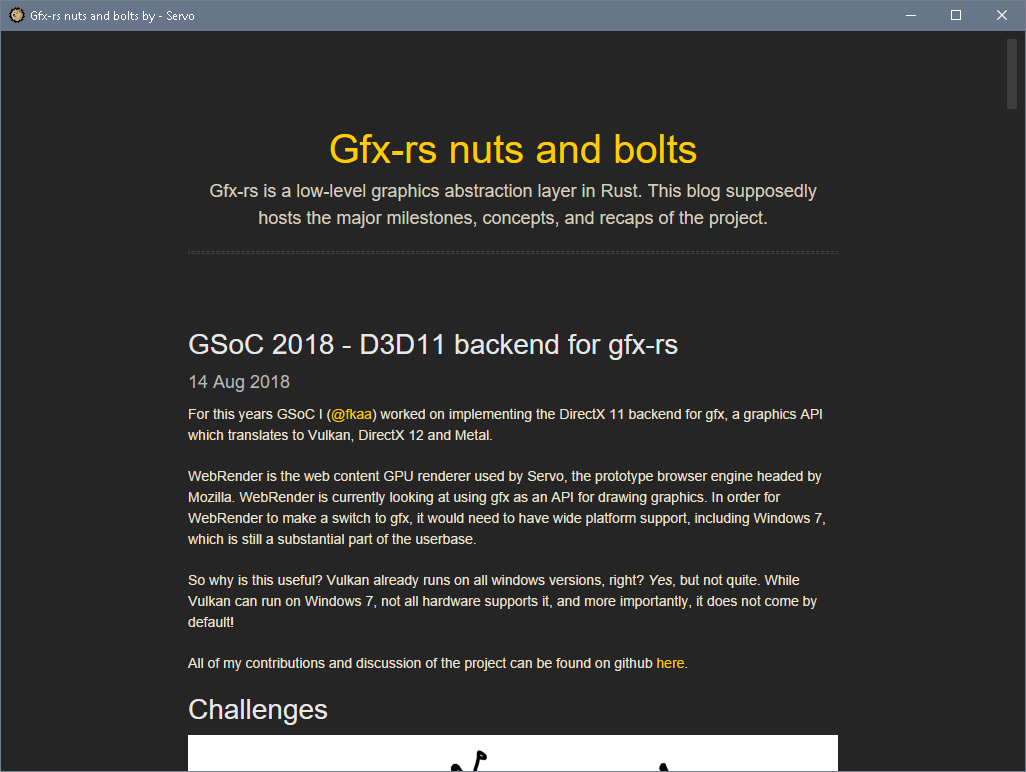 Gfx-rs nuts and bolts by - Servo
Gfx-rs nuts and bolts
Gfx-rs is a low-level graphics abstraction layer in Rust. This blog supposedly
hosts the major milestones, concepts, and recaps of the project.
GSoC 2018 - D3D11 backend for gfx-rs
14 Aug 2018
For this years GSoC I (@fkaa) worked on implementing the DirectX 11 backend for gfx, a graphics API
which translates to Vulkan, DirectX 12 and Metal.
WebRender is the web content GPU renderer used by Servo, the prototype browser engine headed by
Mozilla. WebRender is currently looking at using gfx as an API for drawing graphics. In order for
WebRender to make a switch to gfx, it would need to have wide platform support, including Windows 7,
which is still a substantial part of the userbase.
So why is this useful? Vulkan already runs on all windows versions, right? Yes, but not quite. While
Vulkan can run on Windows 7, not all hardware supports it, and more importantly, it does not come by
default!
All of my contributions and discussion of the project can be found on github here.
Challenges